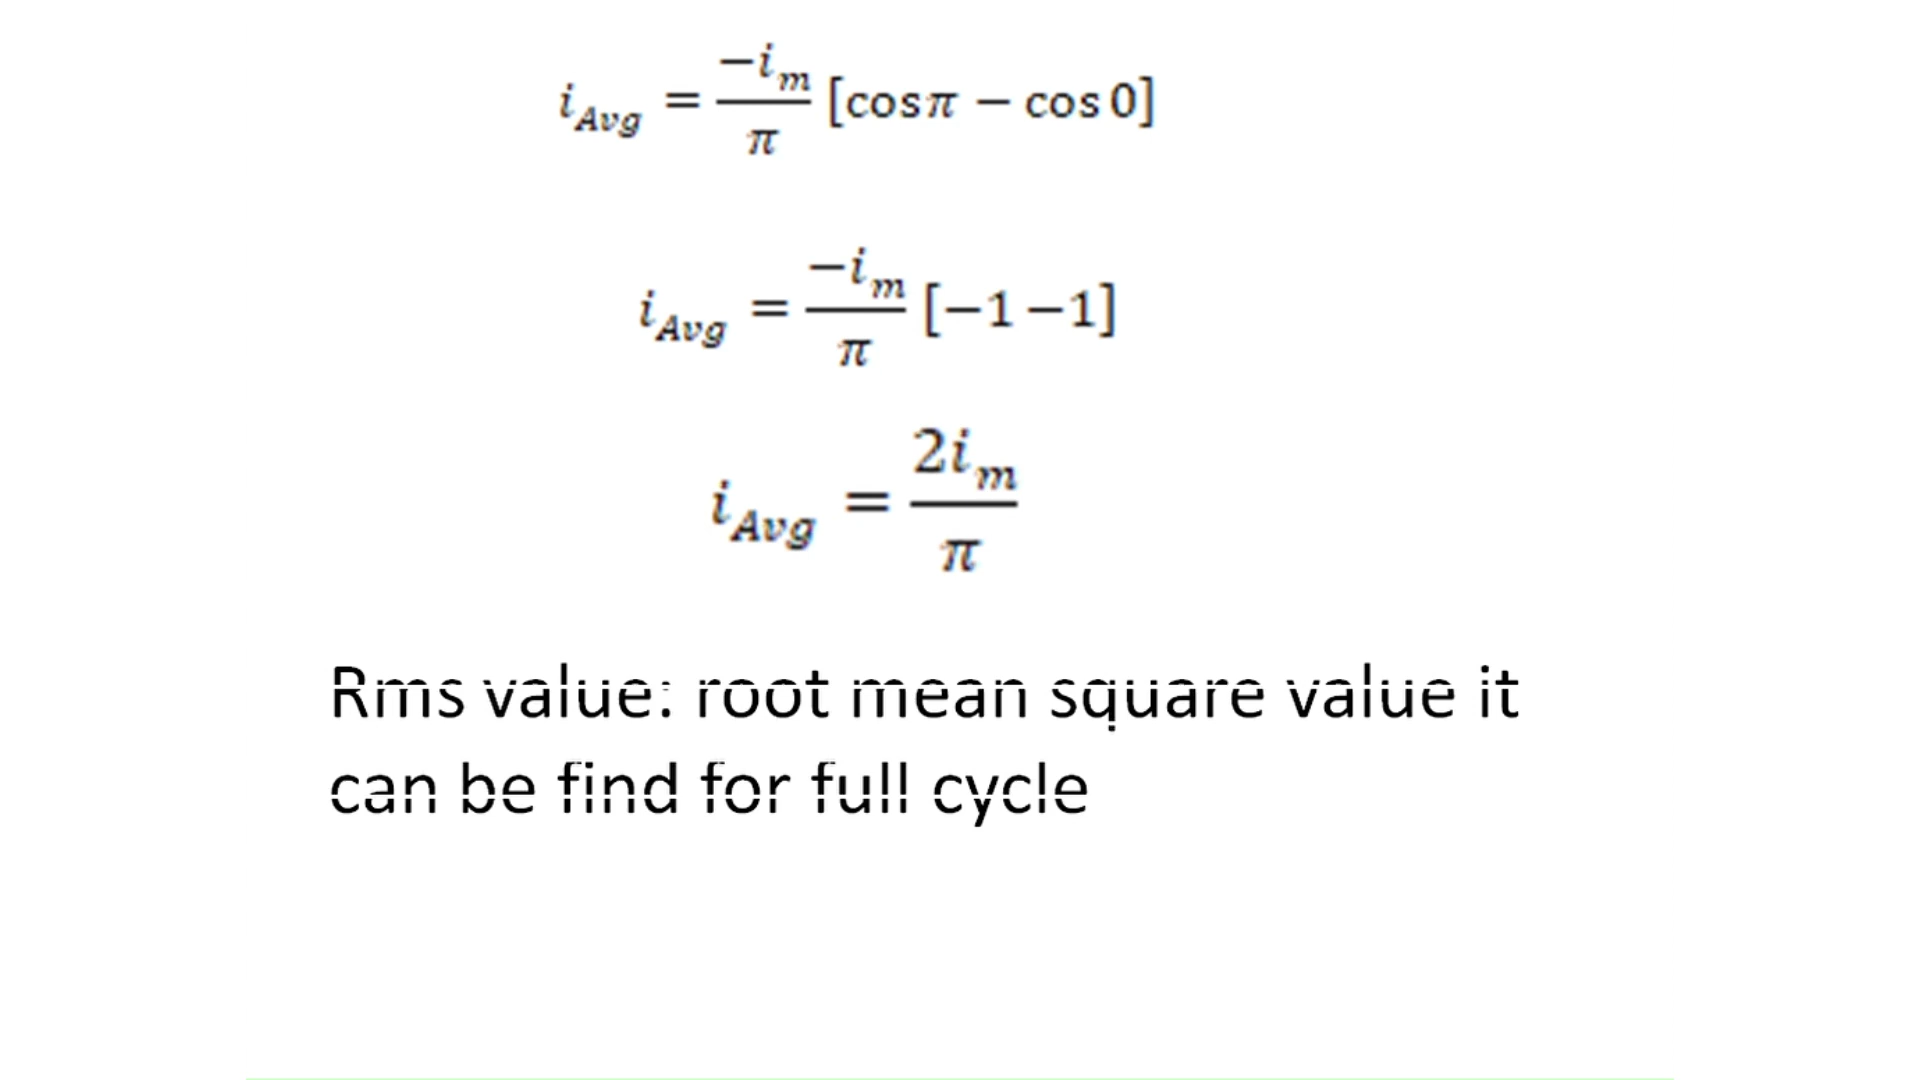 i_Avg = −i_m/π [cosπ − cos 0]
i_Avg = −i_m/π [−1 −1]
i_Avg = 2i_m/π
Rms value: root mean square value it
can be find for full cycle